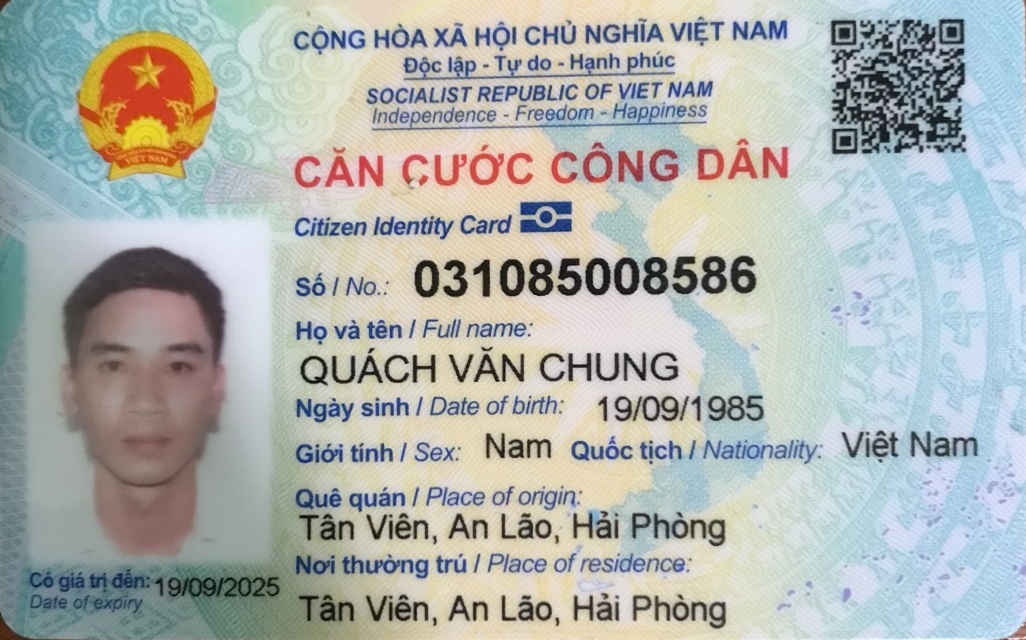 CỘNG HÒA XÃ HỘI CHỦ NGHĨA VIỆT NAM
Độc lập - Tự do - Hạnh phúc
SOCIALIST REPUBLIC OF VIET NAM
Independence - Freedom - Happiness
VIỆT NAM
CĂN CƯỚC CÔNG DÂN
Citizen Identity Card
Số / No.: 031085008586
Họ và tên / Full name:
QUÁCH VĂN CHUNG
Ngày sinh / Date of birth: 19/09/1985
Giới tính / Sex: Nam Quốc tịch / Nationality: Việt Nam
Quê quán / Place of origin:
Tân Viên, An Lão, Hải Phòng
Nơi thường trú / Place of residence:
Tân Viên, An Lão, Hải Phòng
Có giá trị đến: 19/09/2025
Date of expiry